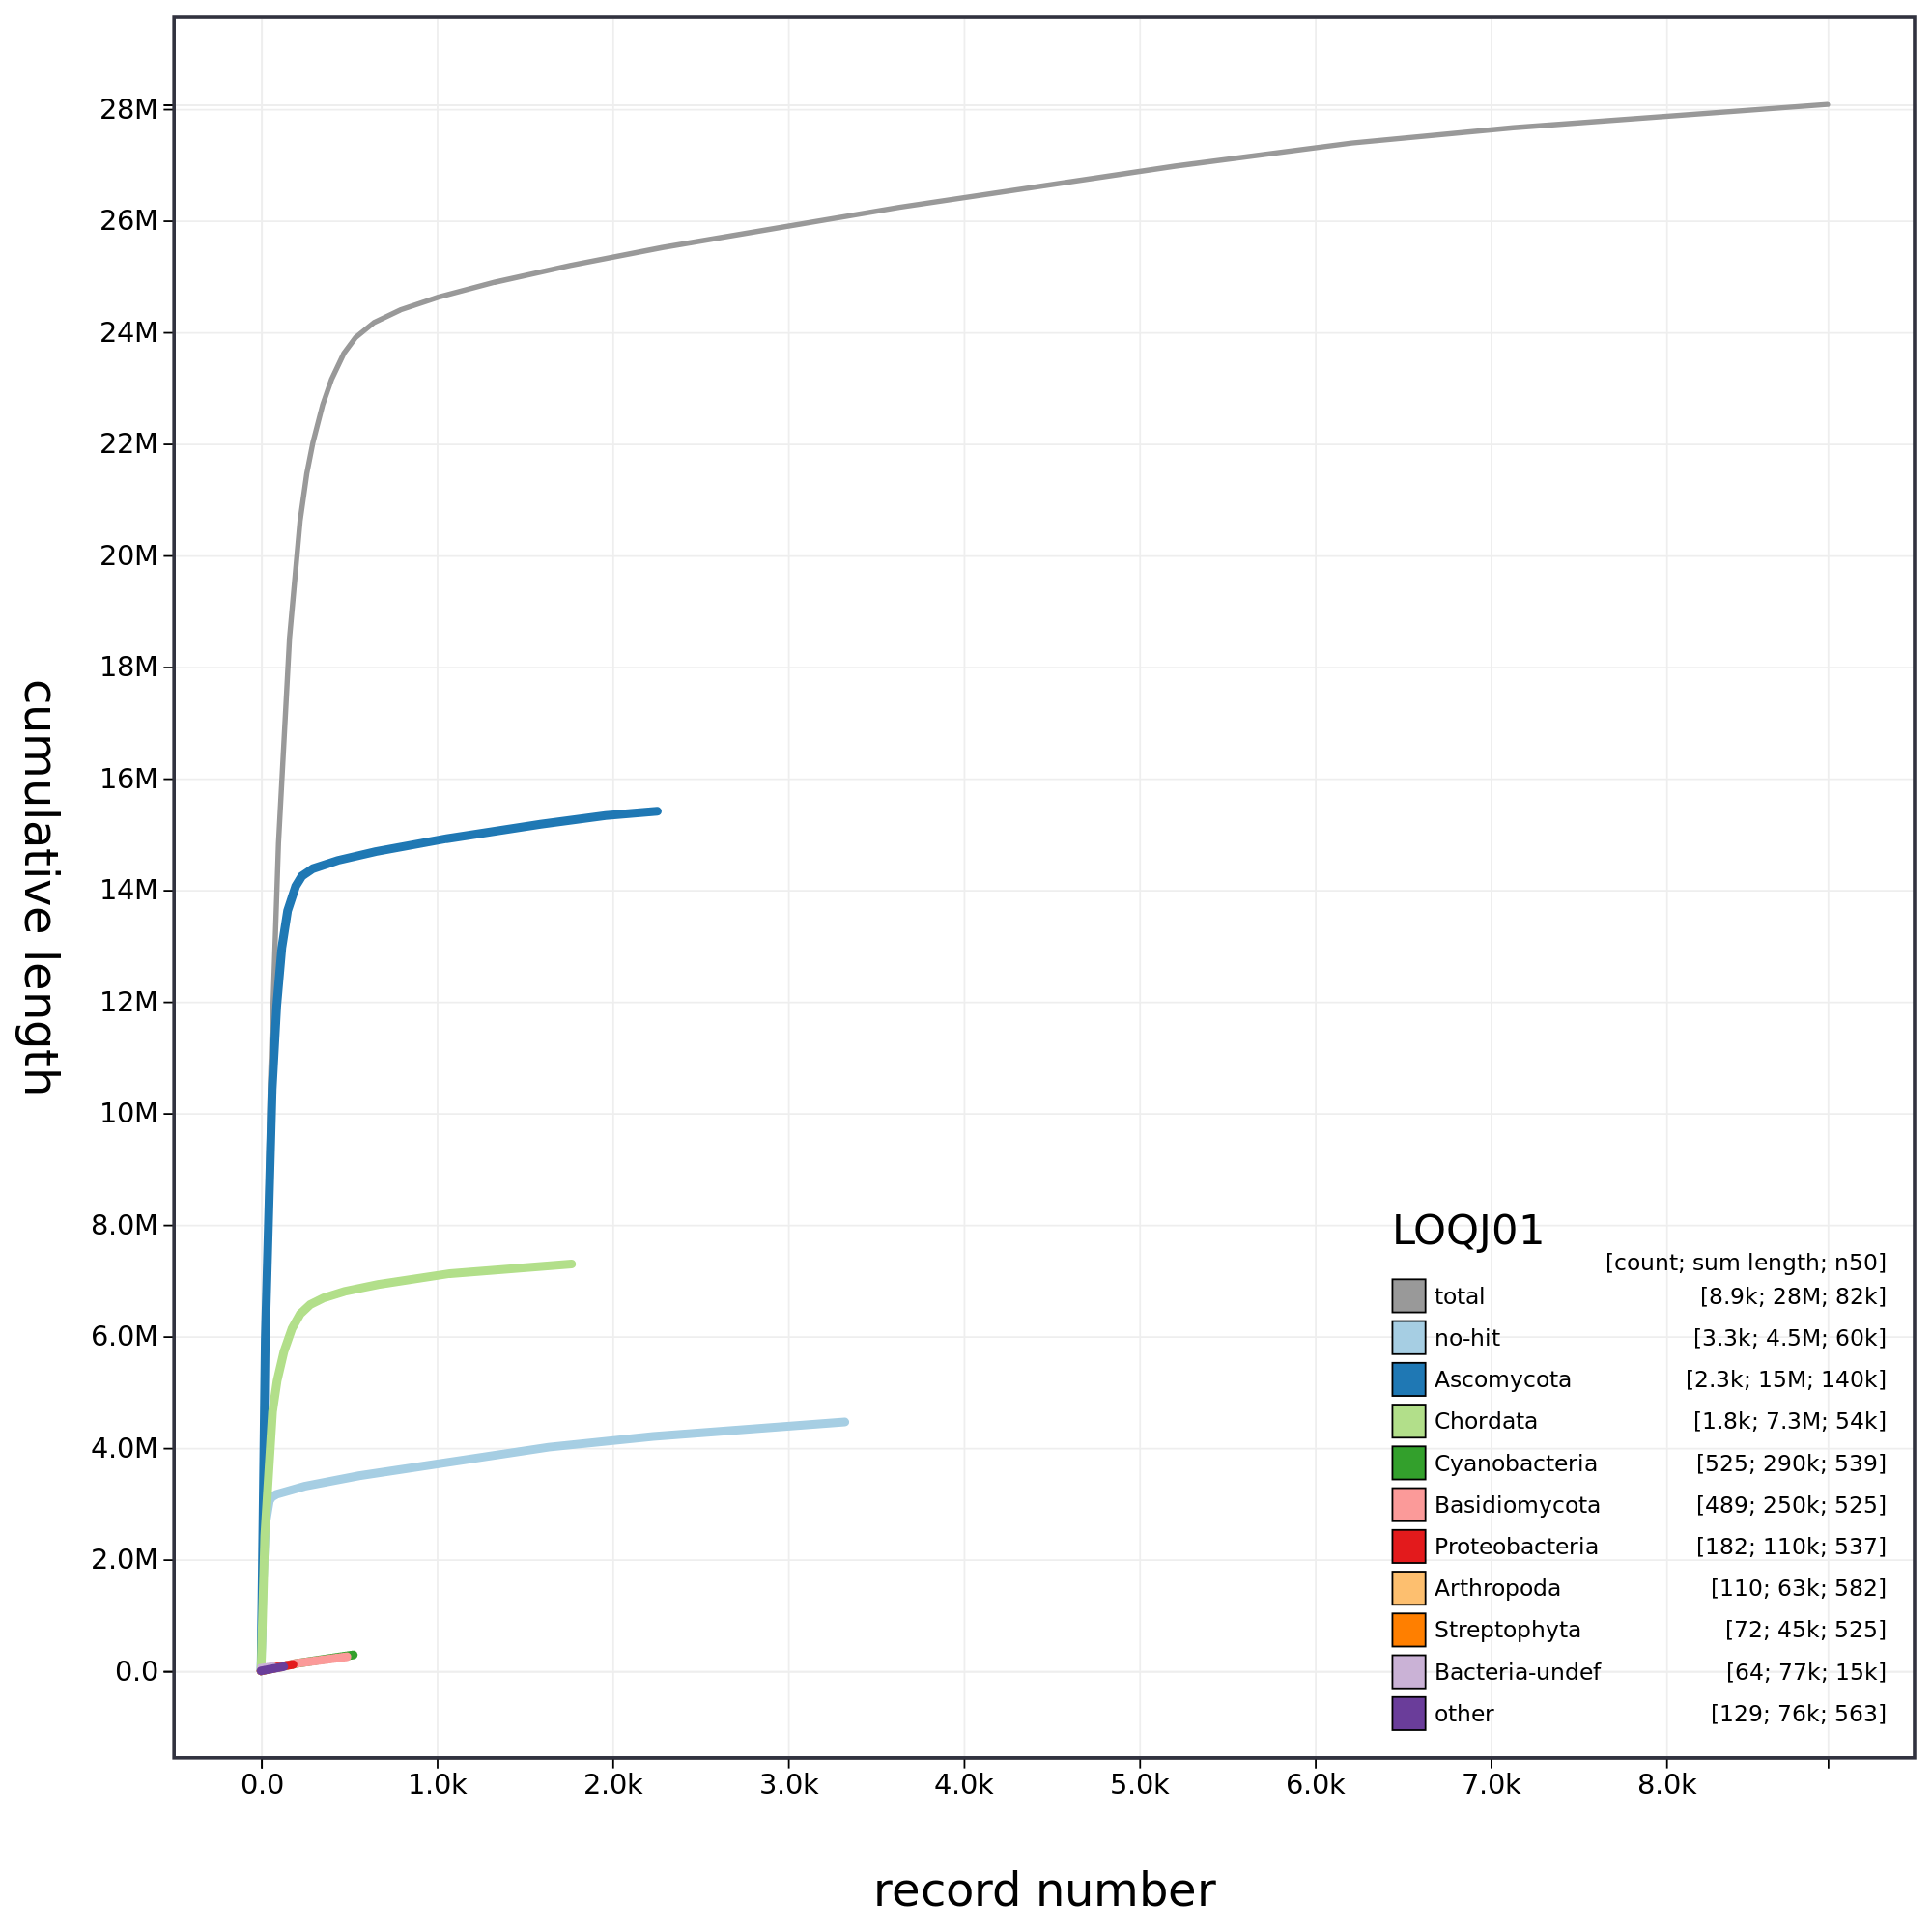 28M
26M
24M
22M
20M
18M
16M
14M
12M
10M
8.0M
6.0M
4.0M
2.0M
0.0
cumulative length
LOQJ01
[count; sum length; n50]
total [8.9k; 28M; 82k]
no-hit [3.3k; 4.5M; 60k]
Ascomycota [2.3k; 15M; 140k]
Chordata [1.8k; 7.3M; 54k]
Cyanobacteria [525; 290k; 539]
Basidiomycota [489; 250k; 525]
Proteobacteria [182; 110k; 537]
Arthropoda [110; 63k; 582]
Streptophyta [72; 45k; 525]
Bacteria-undef [64; 77k; 15k]
other [129; 76k; 563]
0.0 1.0k 2.0k 3.0k 4.0k 5.0k 6.0k 7.0k 8.0k
record number